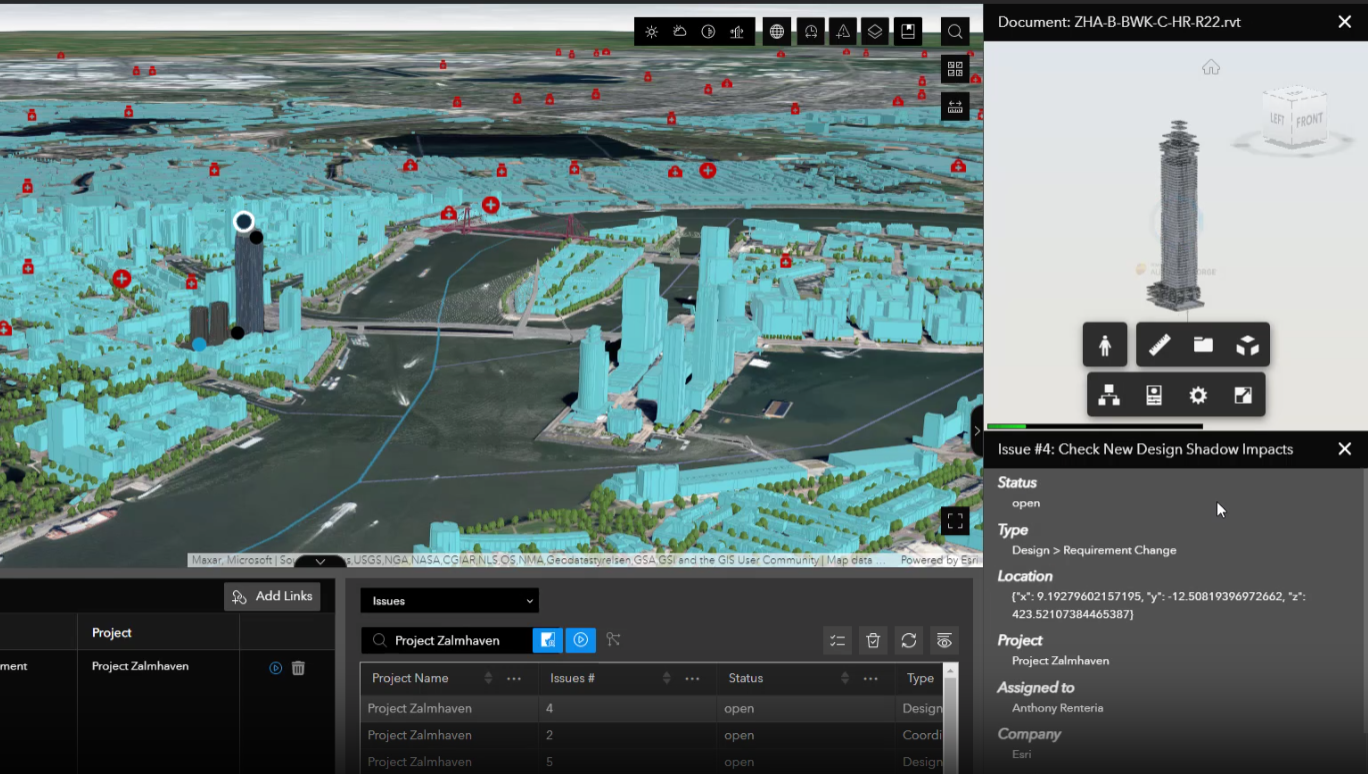 Document: ZHA-B-BWK-C-HR-R22.rvt
LEFT
FRONT
Maxar, Microsoft | So
s.USGS,NGA,NASA,CGIAR,NLS,OS,NMA,Geodatastyrelsen,GSA,GSI and the GIS User Community | Map data ...
Powered by Esri
Issue #4: Check New Design Shadow Impacts
Status
open
Type
Design > Requirement Change
Location
{"x": 9.19279602157195, "y": -12.50819396972662, "z":
423.52107384465387}
Project
Project Zalmhaven
Assigned to
Anthony Renteria
Company
Esri
Add Links
Project
ment
Project Zalmhaven
Issues
Project Zalmhaven
Project Name
Issues #
Status
Type
Project Zalmhaven
4
open
Design
Project Zalmhaven
2
open
Coordi
Project Zalmhaven
5
open
Design